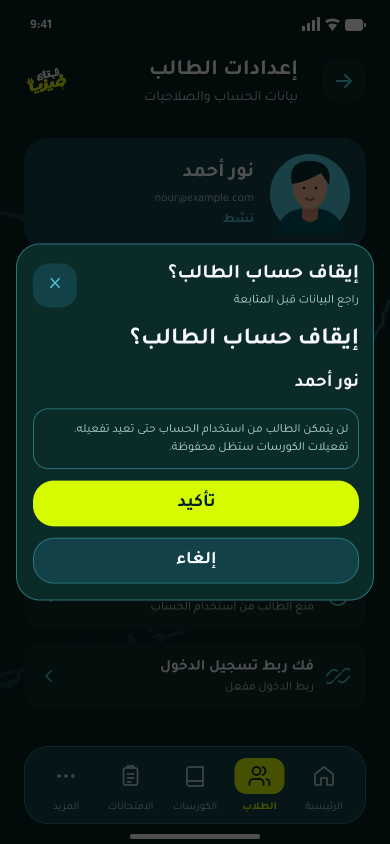 9:41
إعدادات الطالب
بيانات الحساب والصلاحيات
بتاع فيزيا
نور أحمد
nour@example.com
نشط
إيقاف حساب الطالب؟
راجع البيانات قبل المتابعة
إيقاف حساب الطالب؟
نور أحمد
لن يتمكن الطالب من استخدام الحساب حتى تعيد تفعيله.
تفعيلات الكورسات ستظل محفوظة.
تأكيد
إلغاء
منع الطالب من استخدام الحساب
فك ربط تسجيل الدخول
ربط الدخول مفعل
الرئيسية
الطلاب
الكورسات
الامتحانات
المزيد